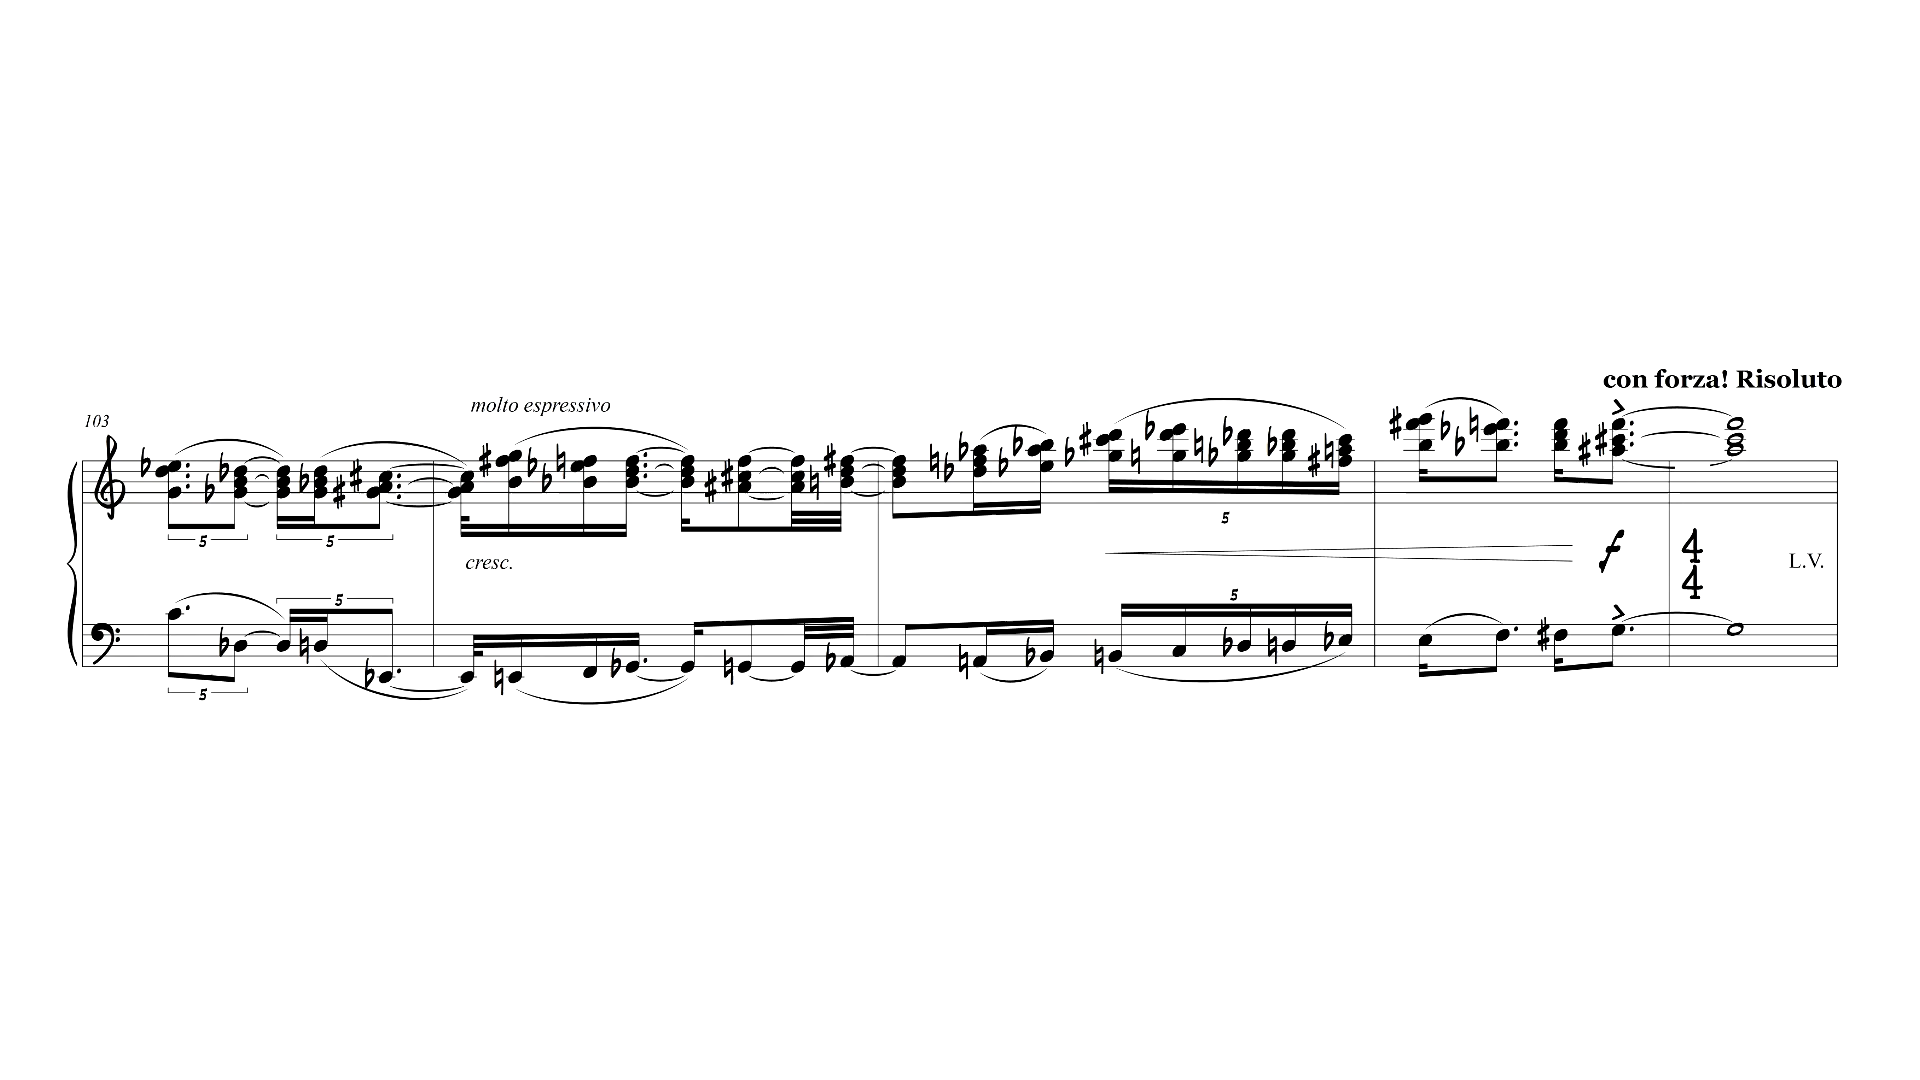 con forza! Risoluto
molto espressivo
103
5 5 5
cresc.
f
4
4
L.V.
5 5
5